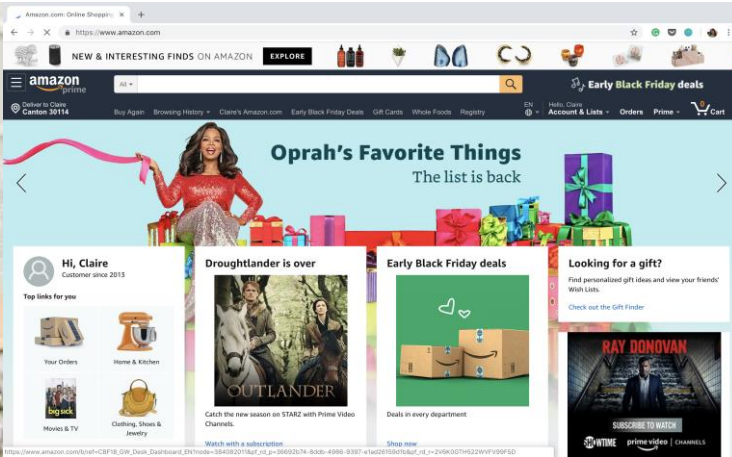 Amazon.com: Online Shopping
https://www.amazon.com
NEW & INTERESTING FINDS ON AMAZON EXPLORE
amazon prime
All
Early Black Friday deals
Deliver to Claire
Canton 30114
Buy Again Browsing History Claire's Amazon.com Early Black Friday Deals Gift Cards Whole Foods Registry
EN
Hello, Claire
Account & Lists Orders Prime 0 Cart
Oprah's Favorite Things
The list is back
Hi, Claire
Customer since 2013
Top links for you
Your Orders
Home & Kitchen
big sick
Movies & TV
Clothing, Shoes &
Jewelry
Droughtlander is over
OUTLANDER
Catch the new season on STARZ with Prime Video
Channels.
Watch with a subscription
Early Black Friday deals
Deals in every department
Shop now
Looking for a gift?
Find personalized gift ideas and view your friends'
Wish Lists.
Check out the Gift Finder
RAY DONOVAN
SUBSCRIBE TO WATCH
SHOWTIME prime video | CHANNELS